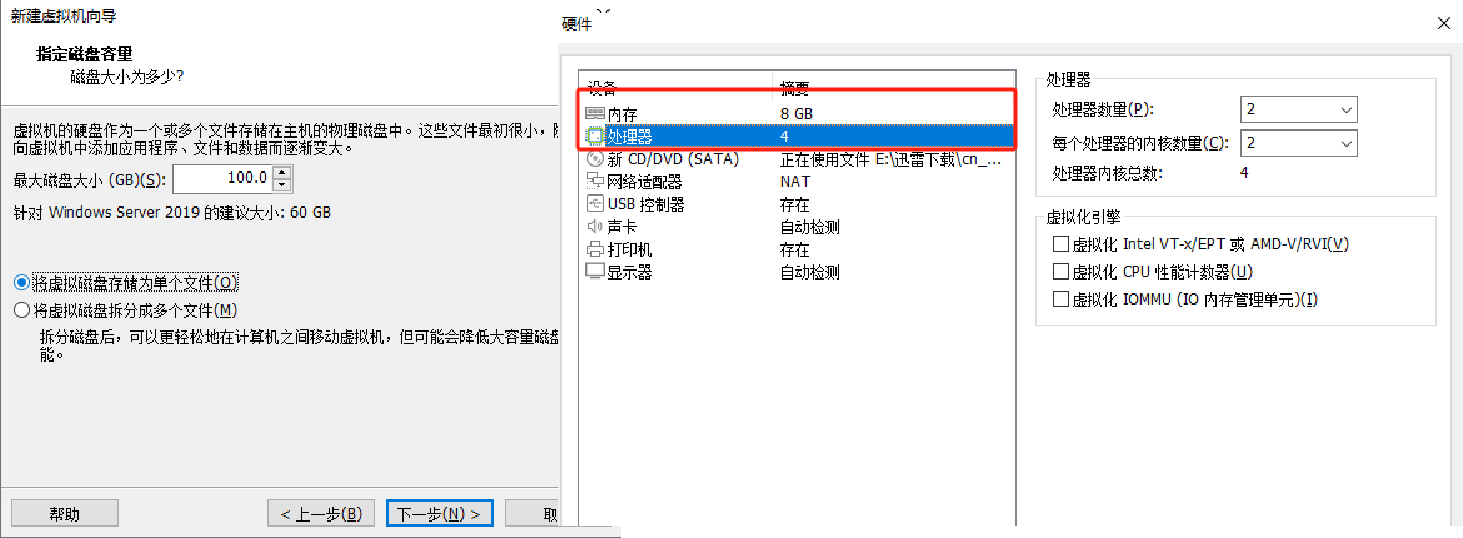 新建虚拟机向导
指定磁盘容量
磁盘大小为多少?
虚拟机的硬盘作为一个或多个文件存储在主机的物理磁盘中。这些文件最初很小，
向虚拟机中添加应用程序、文件和数据而逐渐变大。
最大磁盘大小 (GB)(S): 100.0
针对 Windows Server 2019 的建议大小: 60 GB
将虚拟磁盘存储为单个文件(O)
将虚拟磁盘拆分成多个文件(M)
拆分磁盘后，可以更轻松地在计算机之间移动虚拟机，但可能会降低大容量磁盘
能。
帮助
< 上一步(B)
下一步(N) >
取
硬件
设备 摘要
内存 8 GB
处理器 4
新 CD/DVD (SATA) 正在使用文件 E:\迅雷下载\cn_...
网络适配器 NAT
USB 控制器 存在
声卡 自动检测
打印机 存在
显示器 自动检测
处理器
处理器数量(P): 2
每个处理器的内核数量(C): 2
处理器内核总数: 4
虚拟化引擎
虚拟化 Intel VT-x/EPT 或 AMD-V/RVI(V)
虚拟化 CPU 性能计数器(U)
虚拟化 IOMMU (IO 内存管理单元)(I)